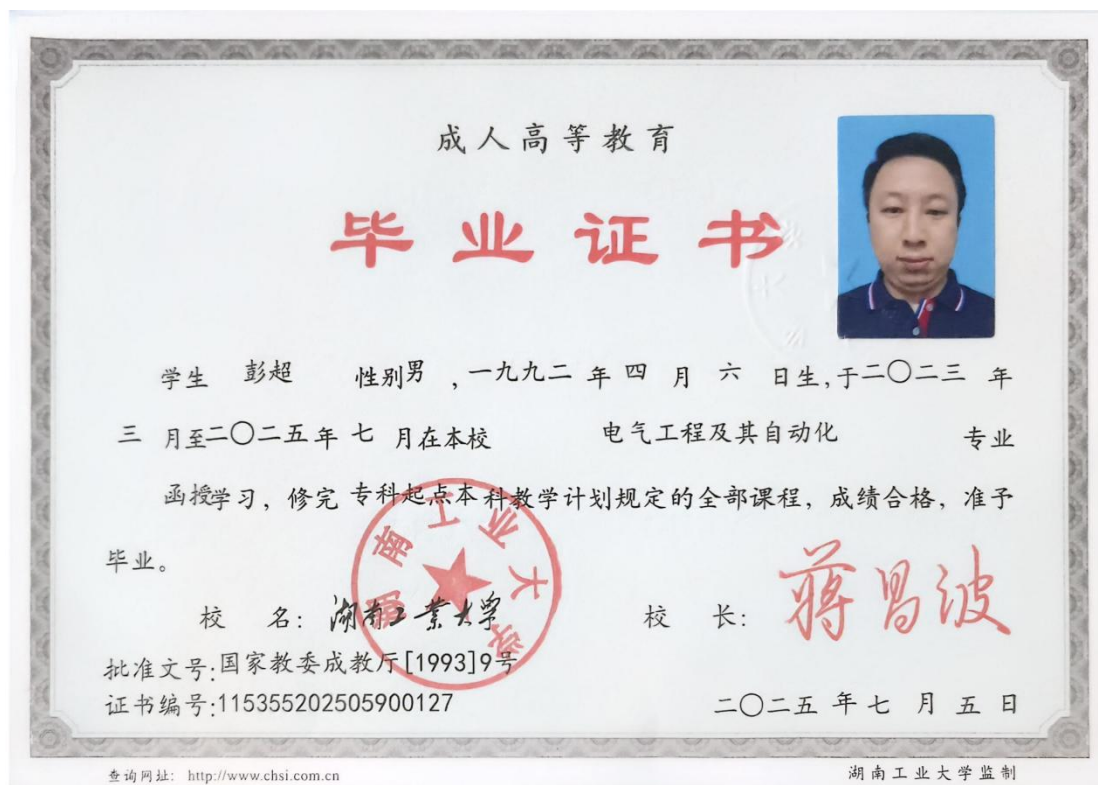 成人高等教育
毕业证书
学生 彭超 性别男，一九九二 年 四 月 六 日生，于二〇二三 年
三 月至二〇二五年 七 月在本校 电气工程及其自动化 专业
函授学习，修完 专科起点本科教学计划规定的全部课程，成绩合格，准予
毕业。
校 名：湖南工业大学 校 长：蒋昌波
湖南工业大学
批准文号:国家教委成教厅[1993]9号
证书编号:115355202505900127 二〇二五 年 七 月 五 日
查询网址: http://www.chsi.com.cn 湖南工业大学监制